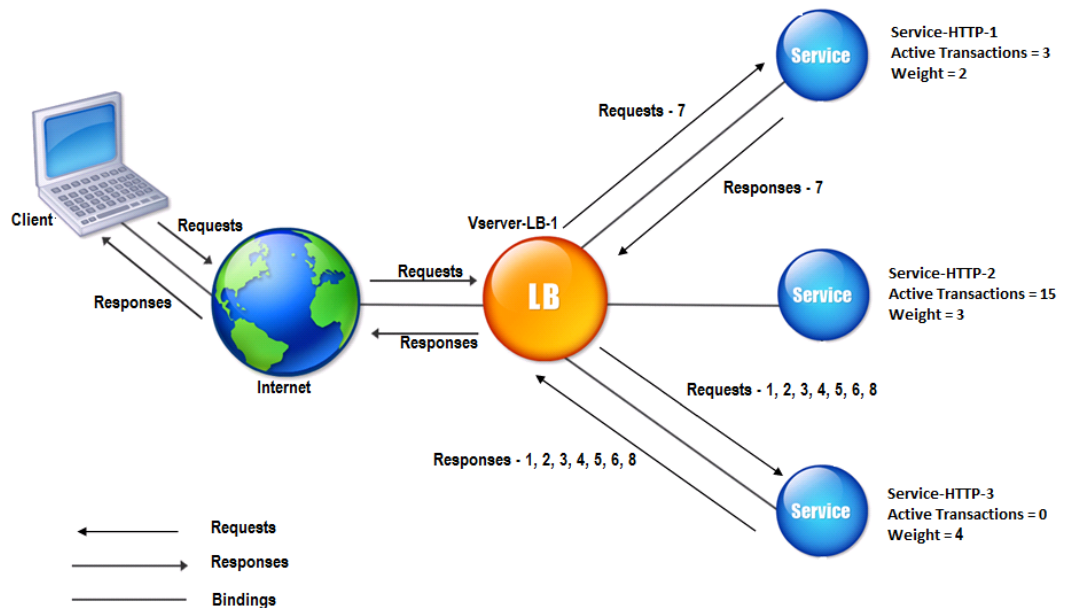 Service
Service-HTTP-1
Active Transactions = 3
Weight = 2
Requests - 7
Responses - 7
Client
Requests
Responses
Internet
Vserver-LB-1
Requests
LB
Responses
Service
Service-HTTP-2
Active Transactions = 15
Weight = 3
Requests - 1, 2, 3, 4, 5, 6, 8
Responses - 1, 2, 3, 4, 5, 6, 8
Service
Service-HTTP-3
Active Transactions = 0
Weight = 4
Requests
Responses
Bindings